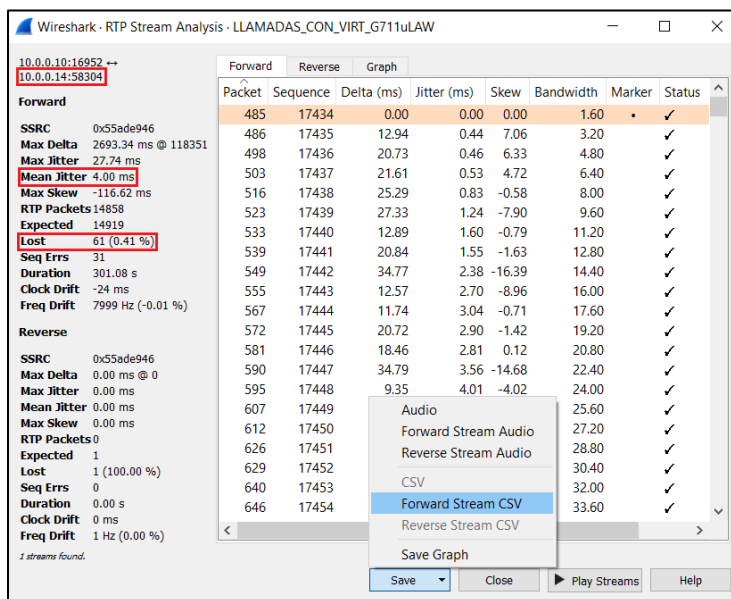 Wireshark · RTP Stream Analysis · LLAMADAS_CON_VIRT_G711uLAW
10.0.0.10:16952 ↔
10.0.0.14:58304
Forward
SSRC 0x55ade946
Max Delta 2693.34 ms @ 118351
Max Jitter 27.74 ms
Mean Jitter 4.00 ms
Max Skew -116.62 ms
RTP Packets 14858
Expected 14919
Lost 61 (0.41 %)
Seq Errs 31
Duration 301.08 s
Clock Drift -24 ms
Freq Drift 7999 Hz (-0.01 %)
Reverse
SSRC 0x55ade946
Max Delta 0.00 ms @ 0
Max Jitter 0.00 ms
Mean Jitter 0.00 ms
Max Skew 0.00 ms
RTP Packets 0
Expected 1
Lost 1 (100.00 %)
Seq Errs 0
Duration 0.00 s
Clock Drift 0 ms
Freq Drift 1 Hz (0.00 %)
1 streams found.
Forward Reverse Graph
Packet Sequence Delta (ms) Jitter (ms) Skew Bandwidth Marker Status
485 17434 0.00 0.00 0.00 1.60 • ✓
486 17435 12.94 0.44 7.06 3.20 ✓
498 17436 20.73 0.46 6.33 4.80 ✓
503 17437 21.61 0.53 4.72 6.40 ✓
516 17438 25.29 0.83 -0.58 8.00 ✓
523 17439 27.33 1.24 -7.90 9.60 ✓
533 17440 12.89 1.60 -0.79 11.20 ✓
539 17441 20.84 1.55 -1.63 12.80 ✓
549 17442 34.77 2.38 -16.39 14.40 ✓
555 17443 12.57 2.70 -8.96 16.00 ✓
567 17444 11.74 3.04 -0.71 17.60 ✓
572 17445 20.72 2.90 -1.42 19.20 ✓
581 17446 18.46 2.81 0.12 20.80 ✓
590 17447 34.79 3.56 -14.68 22.40 ✓
595 17448 9.35 4.01 -4.02 24.00 ✓
607 17449 25.60 ✓
612 17450 27.20 ✓
626 17451 28.80 ✓
629 17452 30.40 ✓
640 17453 32.00 ✓
646 17454 33.60 ✓
Audio
Forward Stream Audio
Reverse Stream Audio
CSV
Forward Stream CSV
Reverse Stream CSV
Save Graph
Save Close Play Streams Help